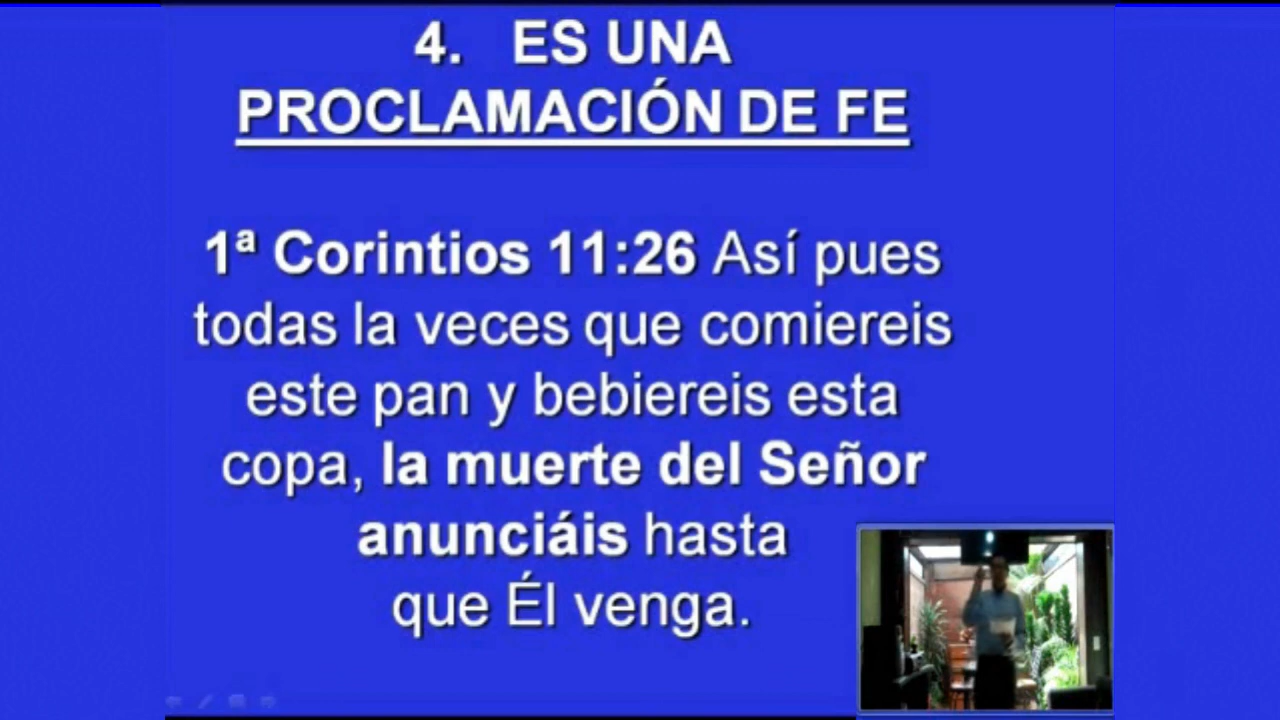 4. ES UNA
PROCLAMACIÓN DE FE
1ª Corintios 11:26 Así pues
todas la veces que comiereis
este pan y bebiereis esta
copa, la muerte del Señor
anunciáis hasta
que Él venga.